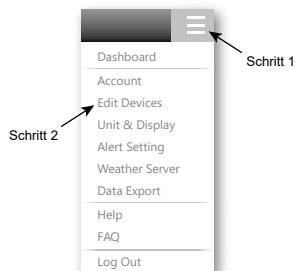 Schritt 1
Dashboard
Account
Edit Devices
Schritt 2
Unit & Display
Alert Setting
Weather Server
Data Export
Help
FAQ
Log Out